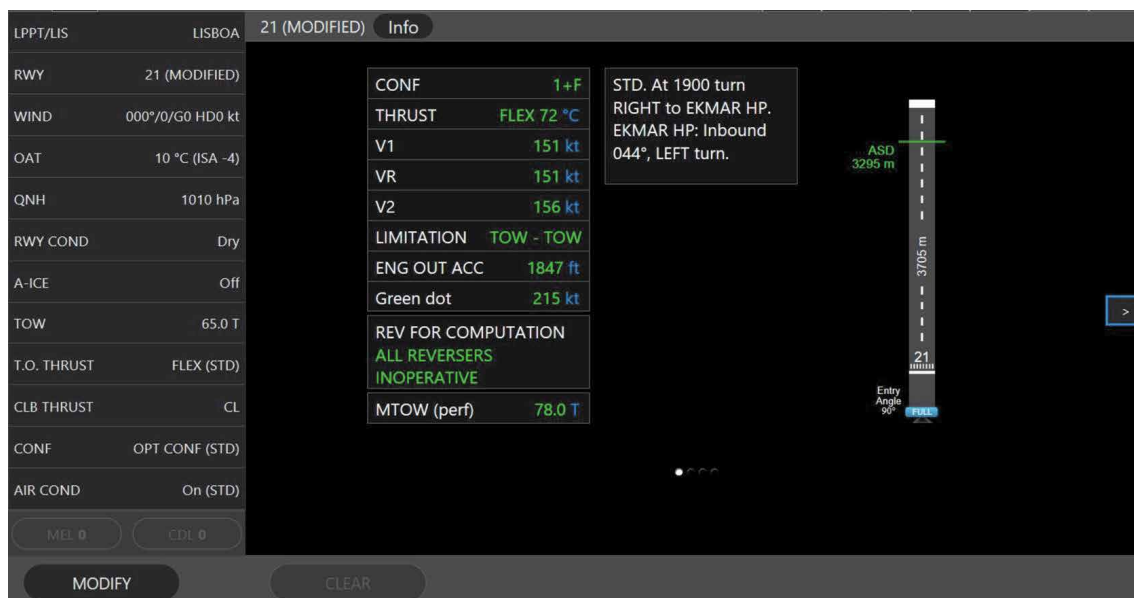 LPPT/LIS LISBOA
21 (MODIFIED) Info
RWY 21 (MODIFIED)
WIND 000°/0/G0 HD0 kt
OAT 10 °C (ISA -4)
QNH 1010 hPa
RWY COND Dry
A-ICE Off
TOW 65.0 T
T.O. THRUST FLEX (STD)
CLB THRUST CL
CONF OPT CONF (STD)
AIR COND On (STD)
MEL 0 CDL 0
MODIFY CLEAR
CONF 1+F
THRUST FLEX 72 °C
V1 151 kt
VR 151 kt
V2 156 kt
LIMITATION TOW - TOW
ENG OUT ACC 1847 ft
Green dot 215 kt
REV FOR COMPUTATION
ALL REVERSERS
INOPERATIVE
MTOW (perf) 78.0 T
STD. At 1900 turn
RIGHT to EKMAR HP.
EKMAR HP: Inbound
044°, LEFT turn.
ASD
3295 m
3705 m
21
Entry
Angle
90°
FULL
>